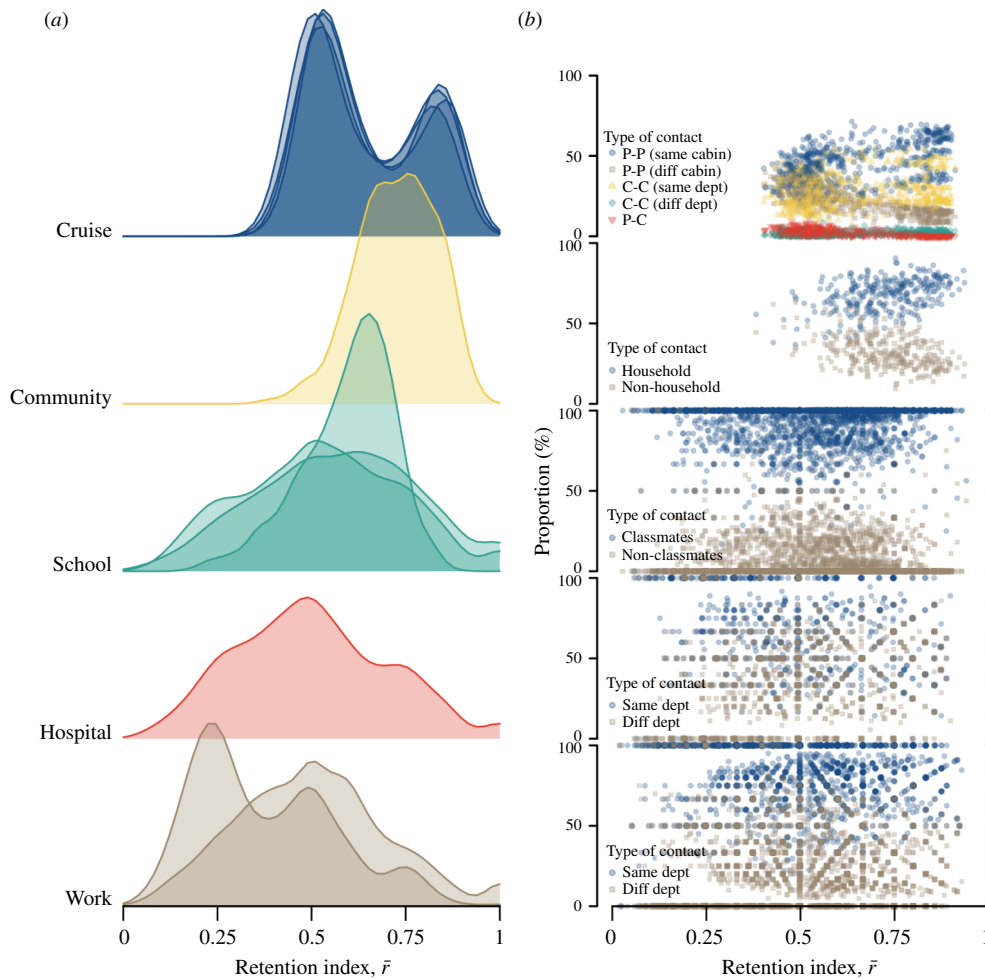 (a)
Cruise
Community
School
Hospital
Work
0 0.25 0.5 0.75 1
Retention index, r̄
(b)
Proportion (%)
100
50
0
Type of contact
P-P (same cabin)
P-P (diff cabin)
C-C (same dept)
C-C (diff dept)
P-C
100
50
0
Type of contact
Household
Non-household
100
50
0
Type of contact
Classmates
Non-classmates
100
50
0
Type of contact
Same dept
Diff dept
100
50
0
Type of contact
Same dept
Diff dept
0 0.25 0.5 0.75 1
Retention index, r̄